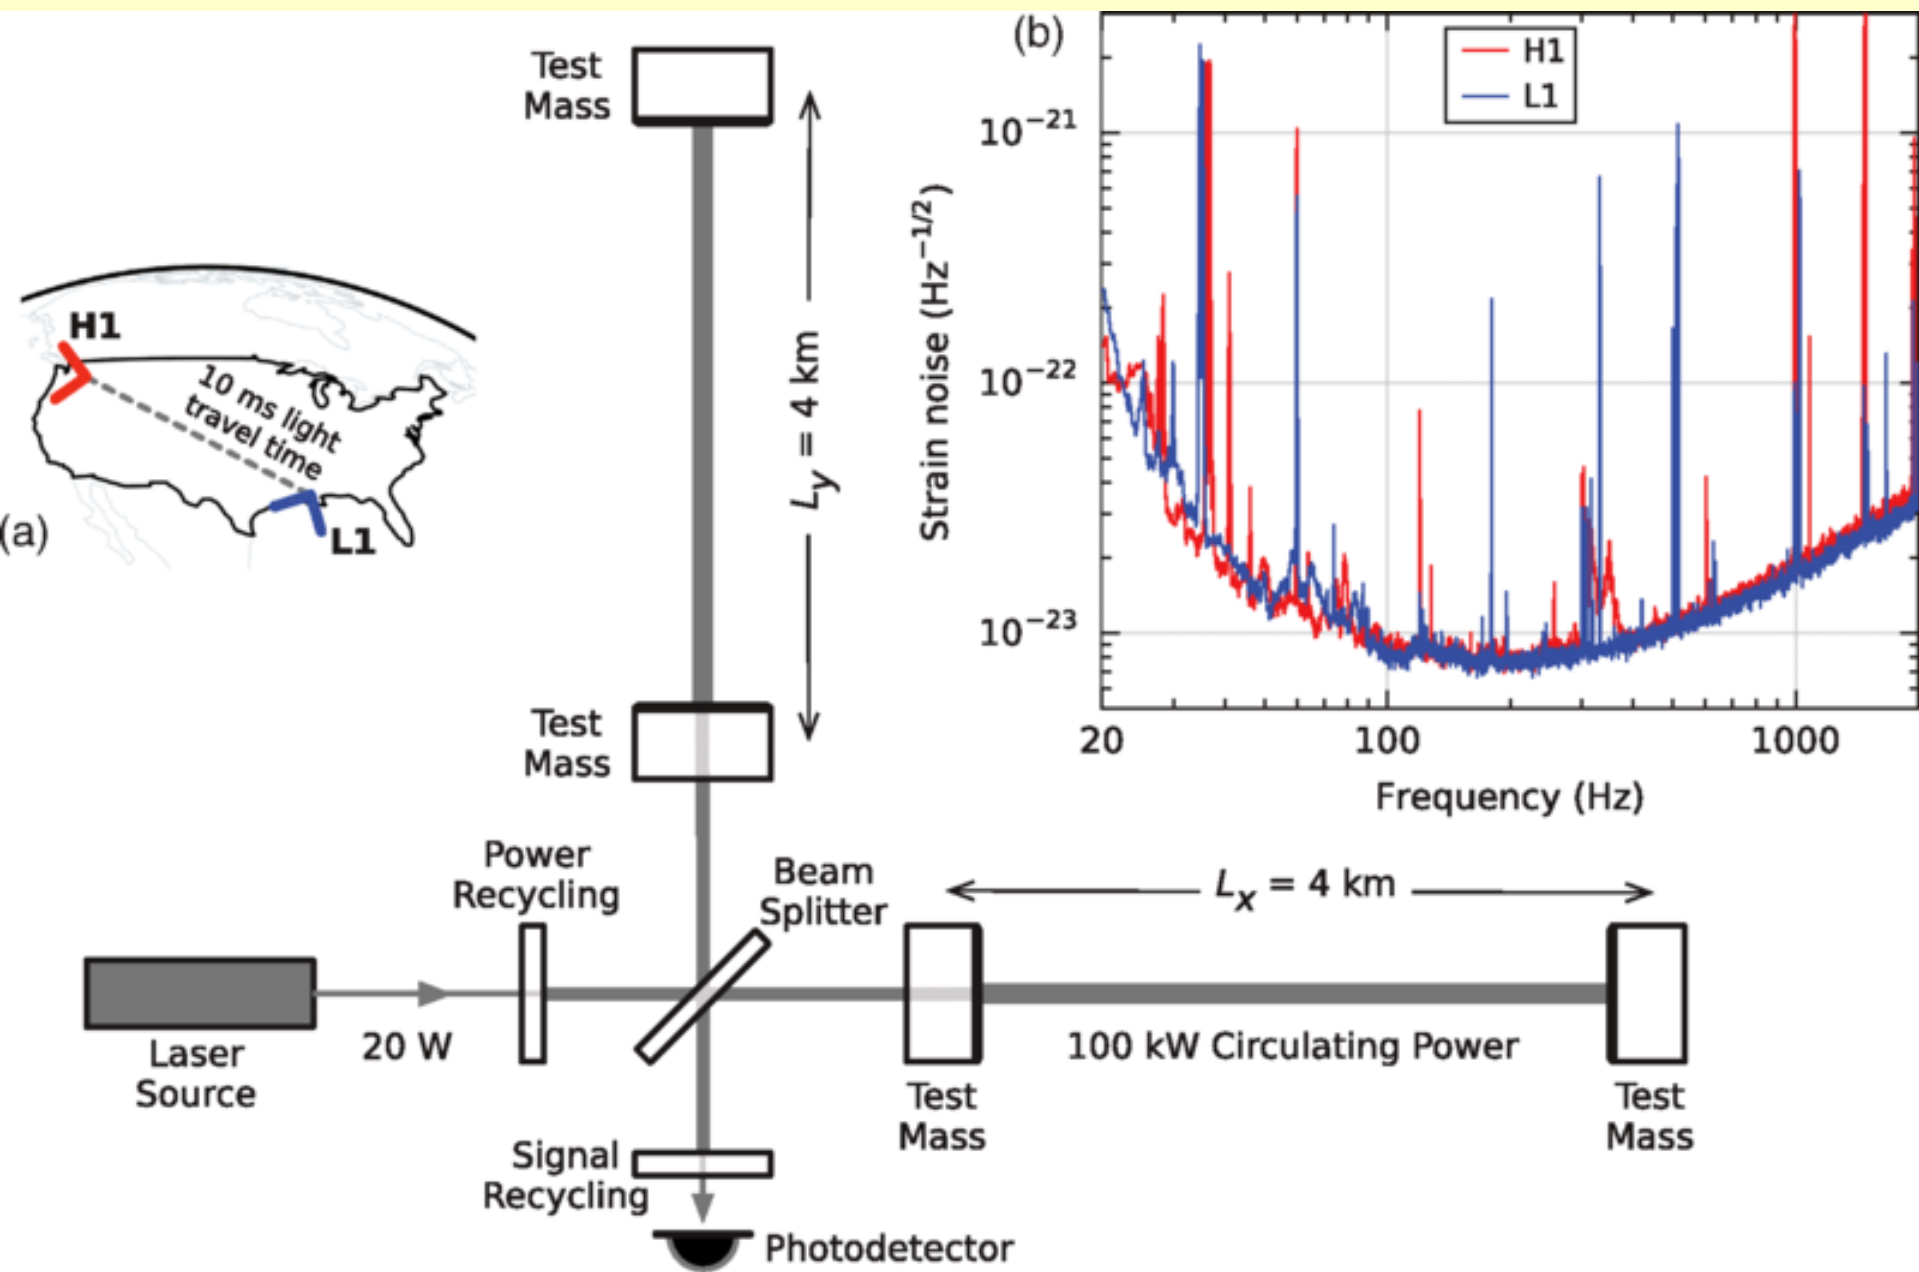 Test
Mass
(b)
H1
L1
10⁻²¹
10⁻²²
10⁻²³
Strain noise (Hz⁻¹/²)
20
100
1000
Frequency (Hz)
H1
10 ms light
travel time
L1
(a)
Ly = 4 km
Test
Mass
Power
Recycling
Beam
Splitter
Lx = 4 km
20 W
100 kW Circulating Power
Laser
Source
Test
Mass
Test
Mass
Signal
Recycling
Photodetector